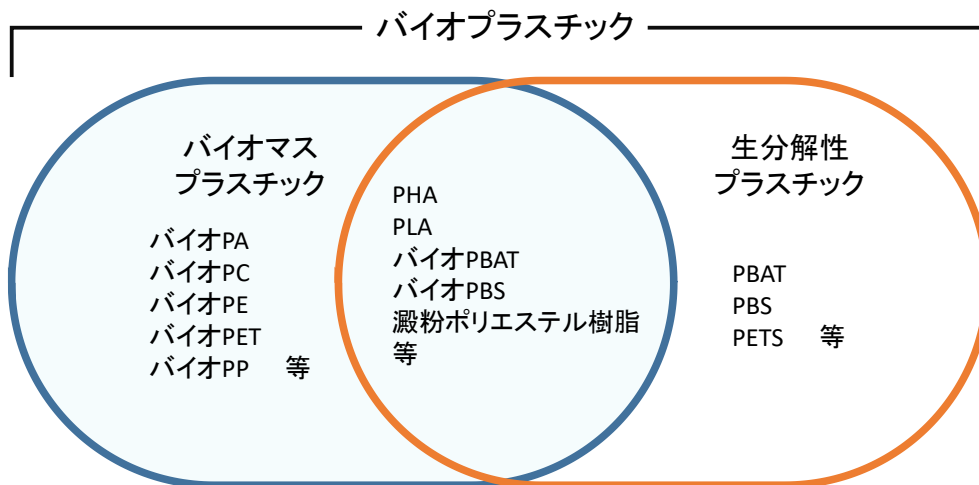 バイオプラスチック
バイオマス
プラスチック
バイオPA
バイオPC
バイオPE
バイオPET
バイオPP 等
PHA
PLA
バイオPBAT
バイオPBS
澱粉ポリエステル樹脂
等
生分解性
プラスチック
PBAT
PBS
PETS 等